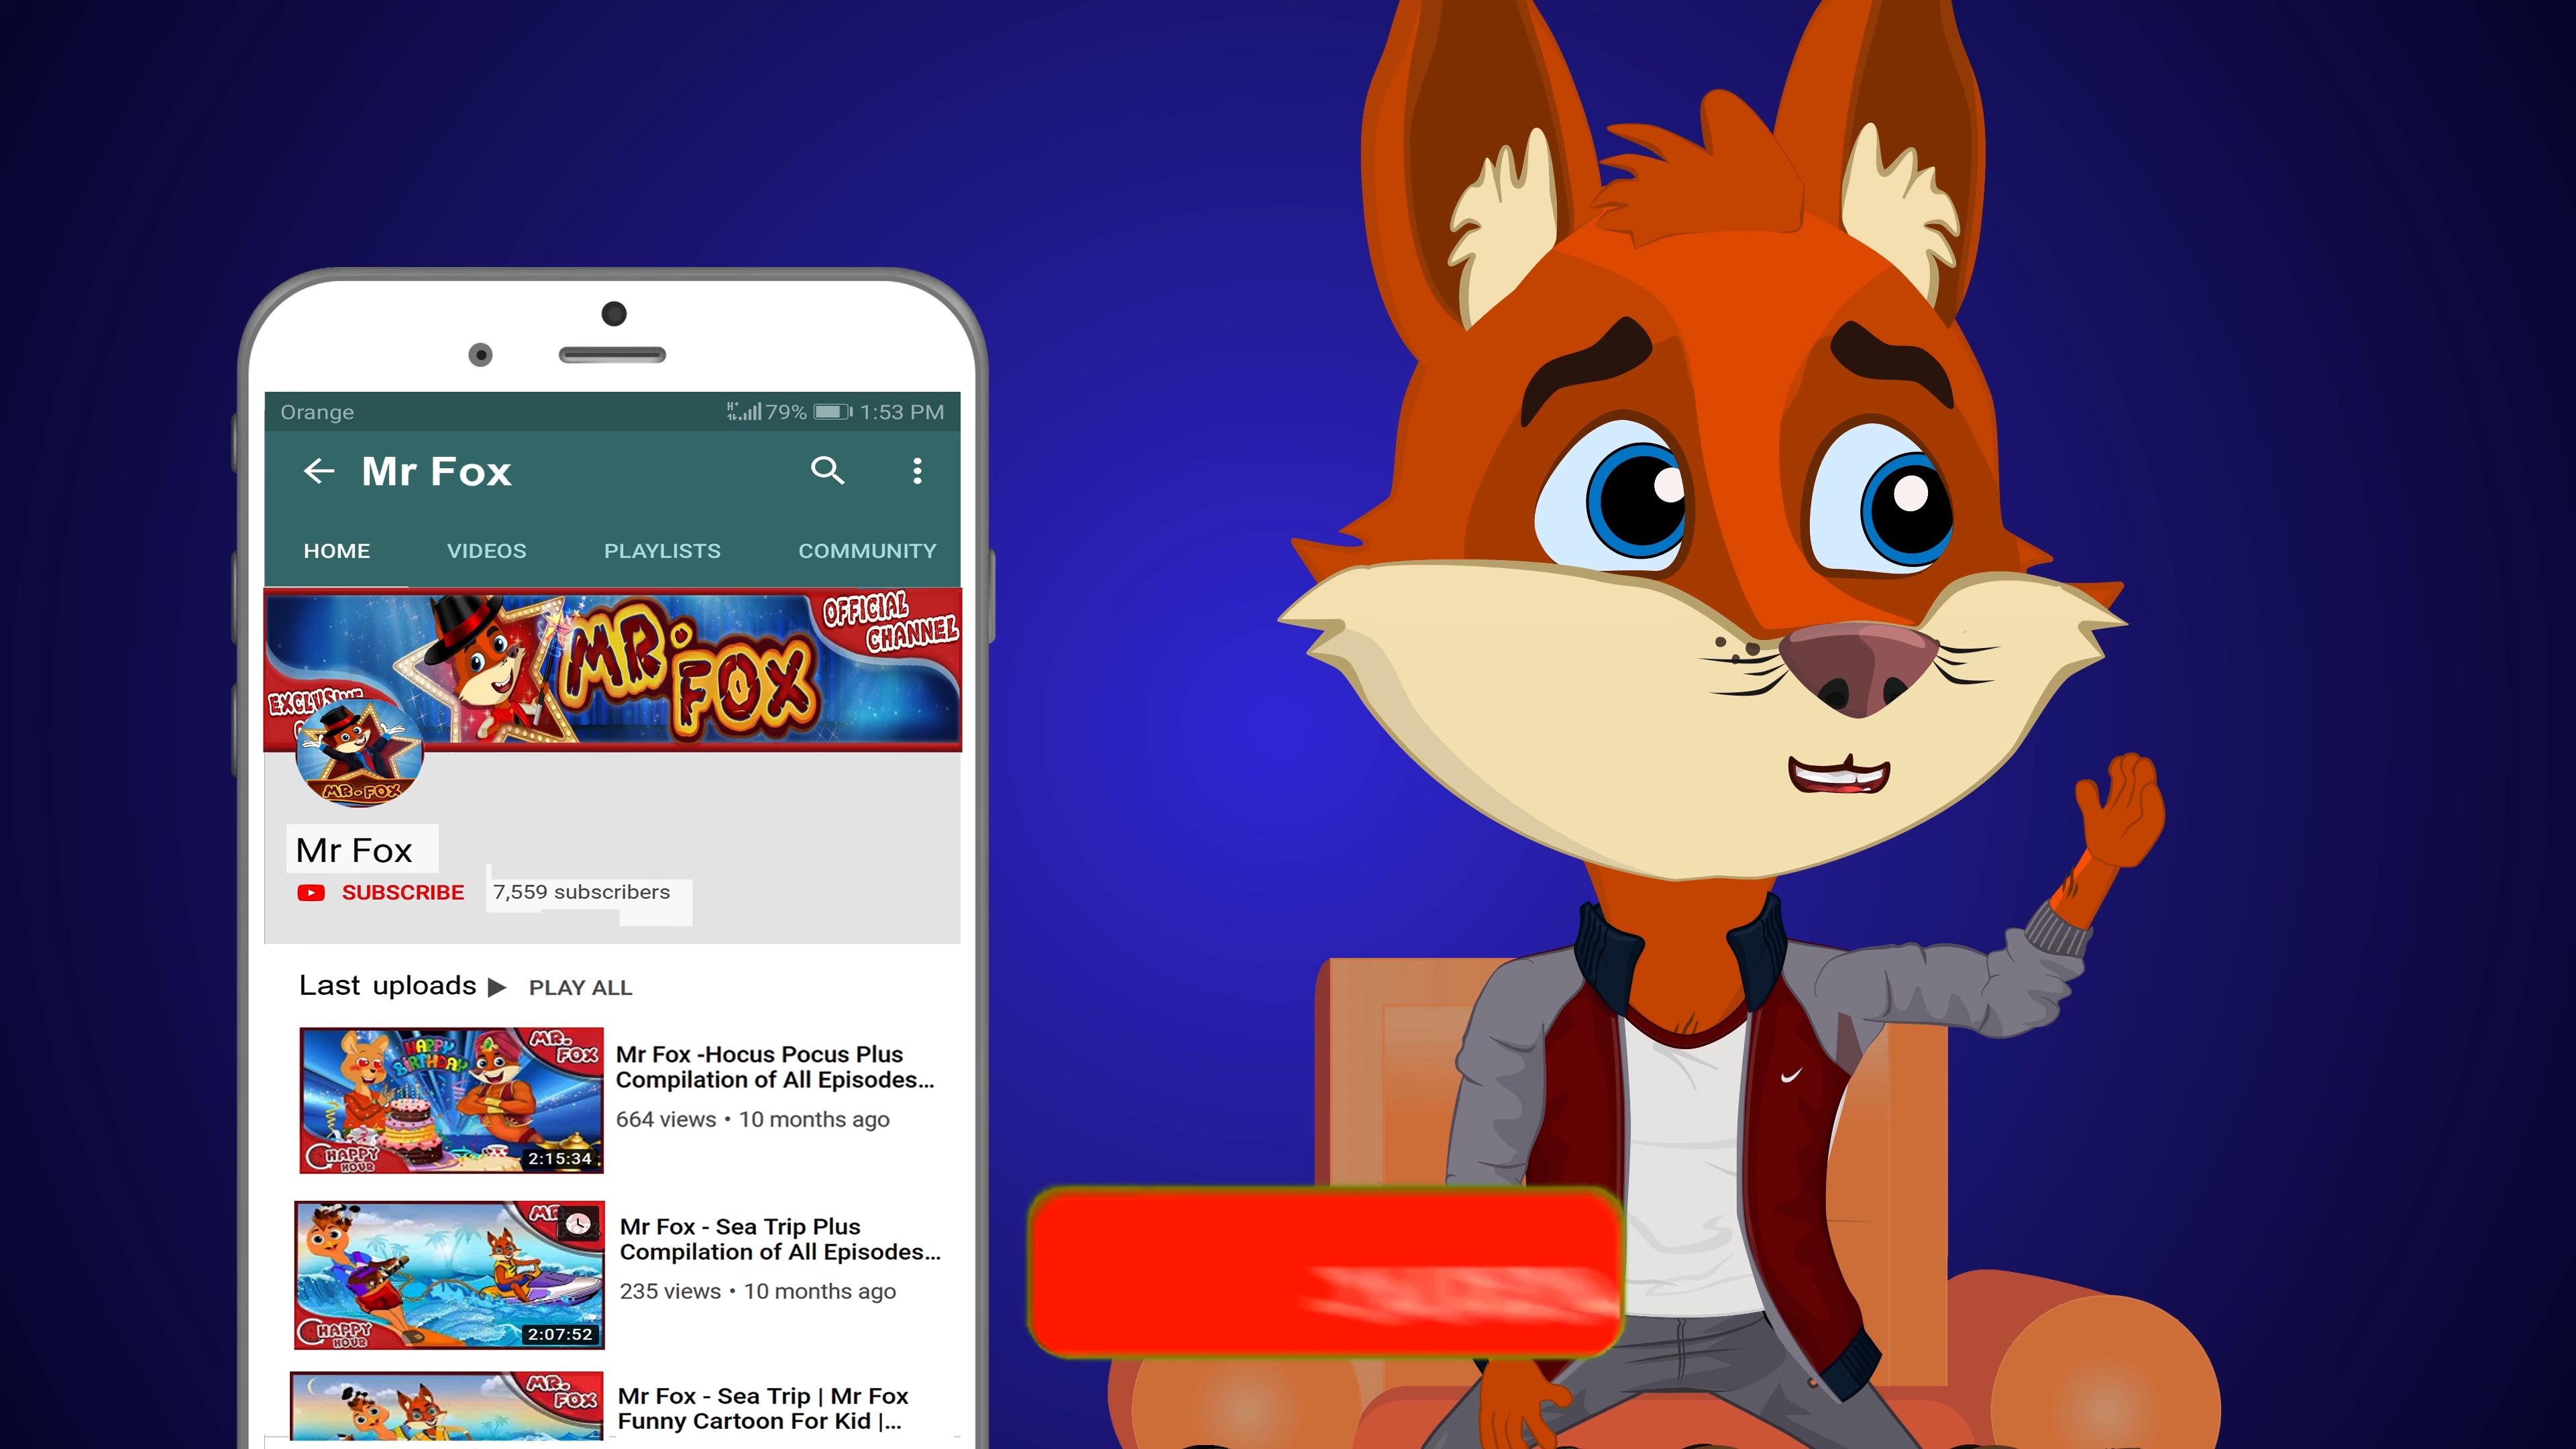 Orange
79% 1:53 PM
Mr Fox
HOME VIDEOS PLAYLISTS COMMUNITY
OFFICIAL
CHANNEL
MR.
FOX
EXCLUSIVE
MR. FOX
Mr Fox
SUBSCRIBE 7,559 subscribers
Last uploads PLAY ALL
HAPPY
BIRTHDAY
MR.
FOX
HAPPY
HOUR
2:15:34
Mr Fox -Hocus Pocus Plus
Compilation of All Episodes...
664 views • 10 months ago
HAPPY
HOUR
2:07:52
Mr Fox - Sea Trip Plus
Compilation of All Episodes...
235 views • 10 months ago
MR.
FOX
Mr Fox - Sea Trip | Mr Fox
Funny Cartoon For Kid |...